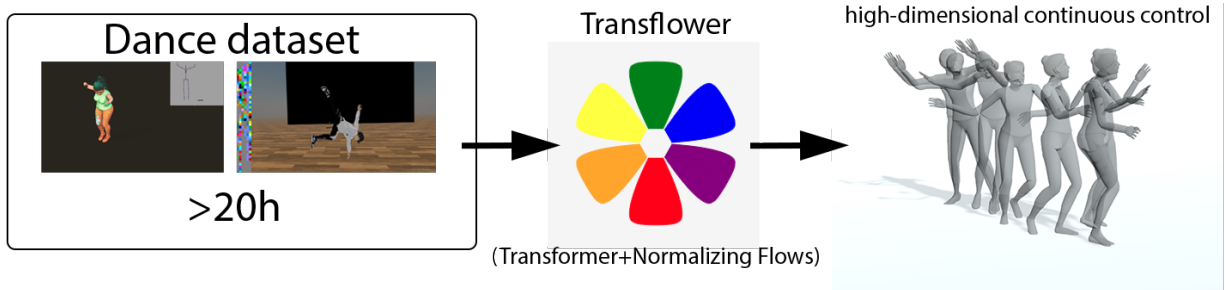 Dance dataset
>20h
Transflower
(Transformer+Normalizing Flows)
high-dimensional continuous control